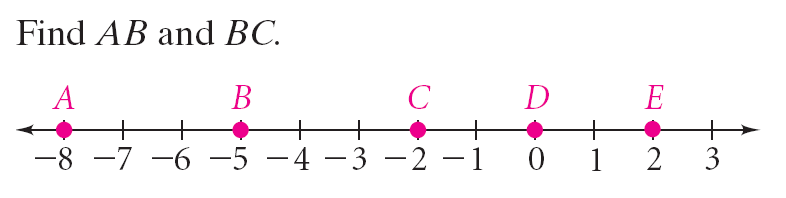 Find AB and BC.
A B C D E
−8 −7 −6 −5 −4 −3 −2 −1 0 1 2 3